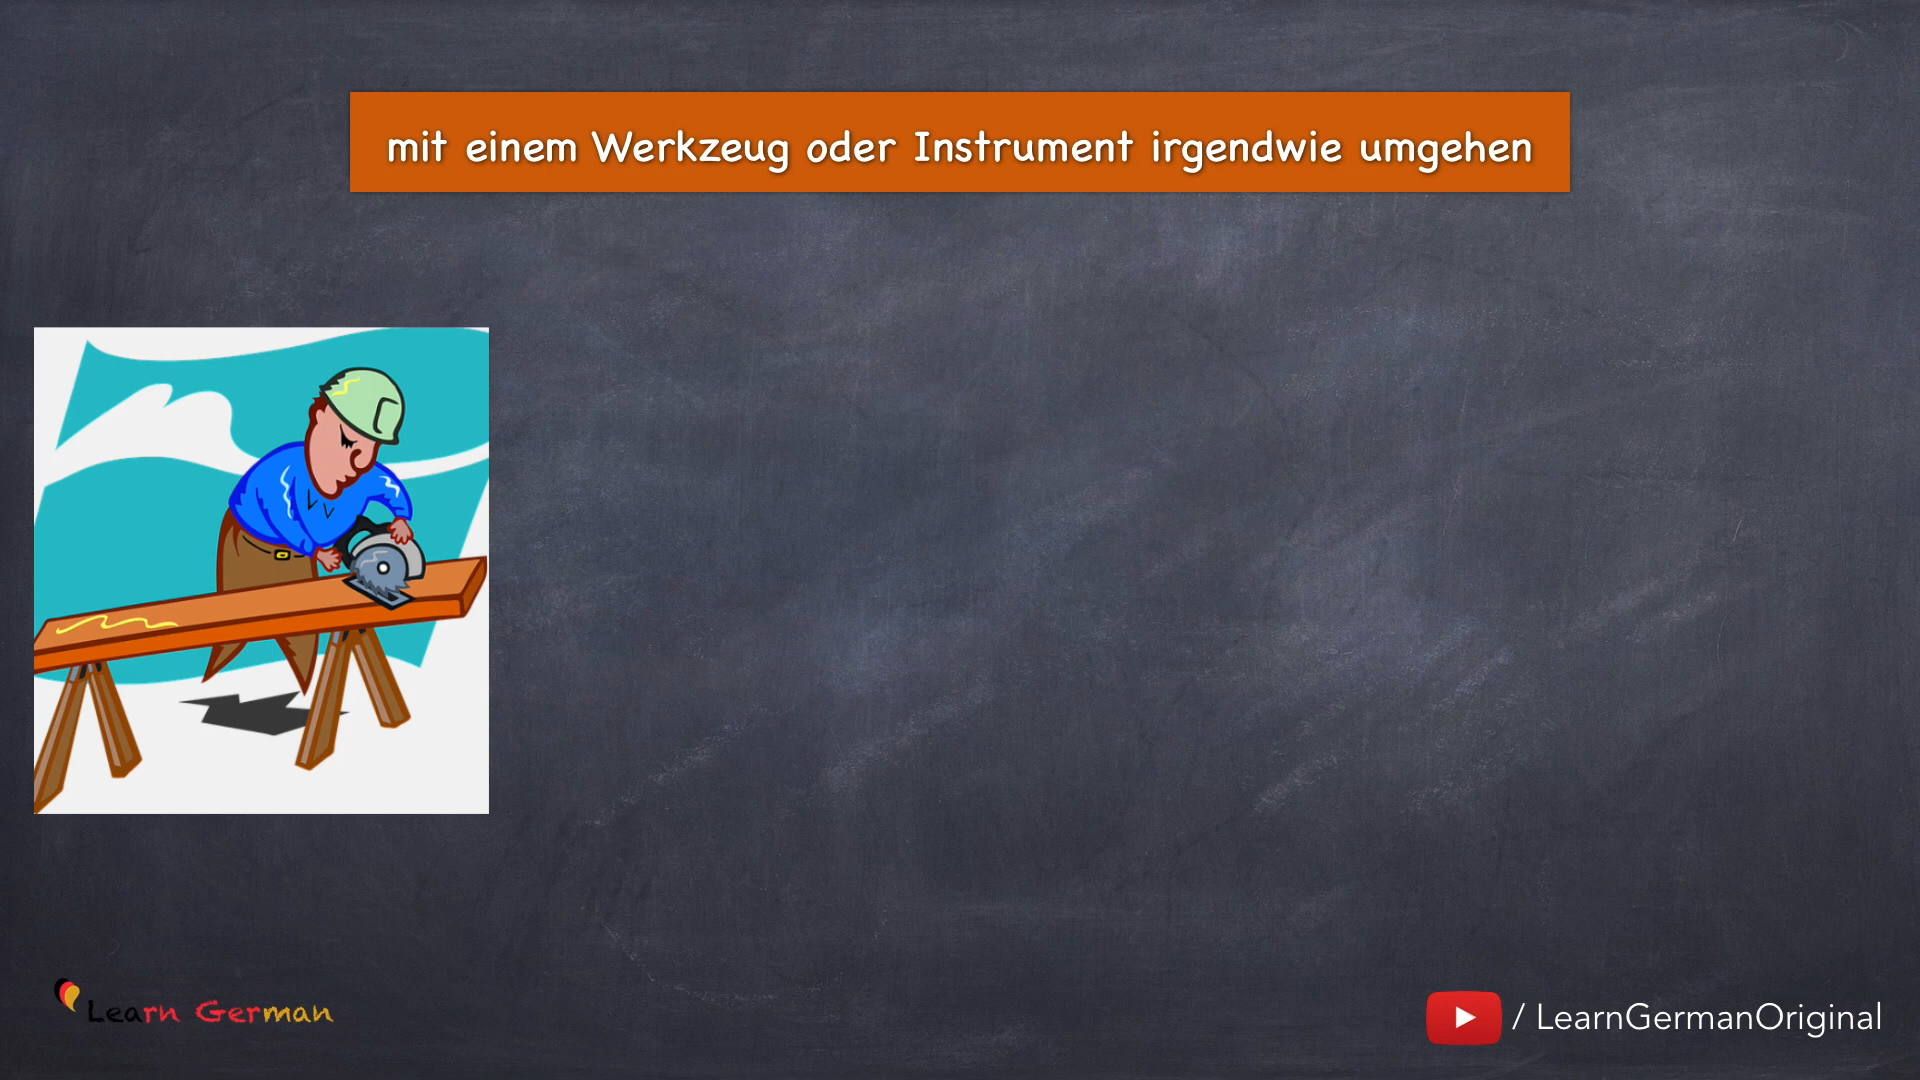 mit einem Werkzeug oder Instrument irgendwie umgehen
Learn German
/ LearnGermanOriginal